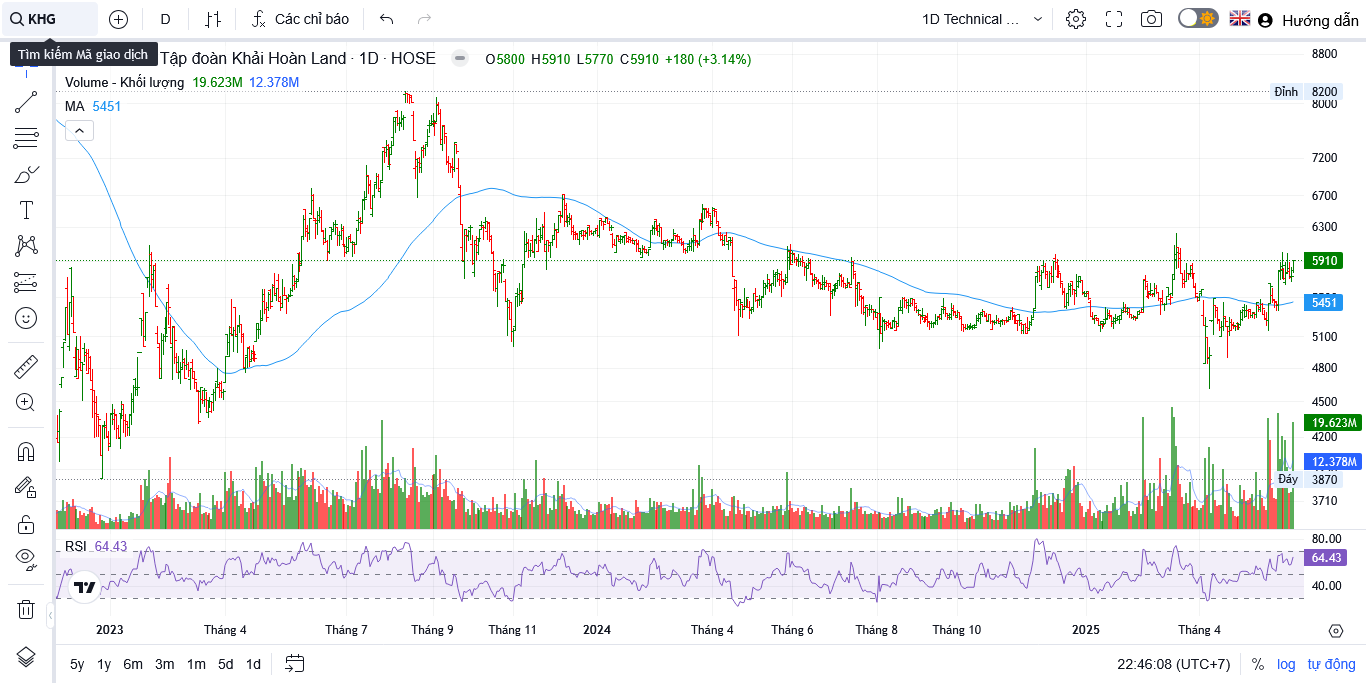 KHG
D
Các chỉ báo
1D Technical ...
Hướng dẫn
Tìm kiếm Mã giao dịch
Tập đoàn Khải Hoàn Land · 1D · HOSE
O5800 H5910 L5770 C5910 +180 (+3.14%)
Volume - Khối lượng 19.623M 12.378M
MA 5451
8800
Đỉnh 8200
8000
7200
6700
6300
5910
5451
5100
4800
4500
19.623M
4200
12.378M
Đáy 3870
3710
RSI 64.43
80.00
64.43
40.00
2023 Tháng 4 Tháng 7 Tháng 9 Tháng 11 2024 Tháng 4 Tháng 6 Tháng 8 Tháng 10 2025 Tháng 4
5y 1y 6m 3m 1m 5d 1d
22:46:08 (UTC+7) % log tự động